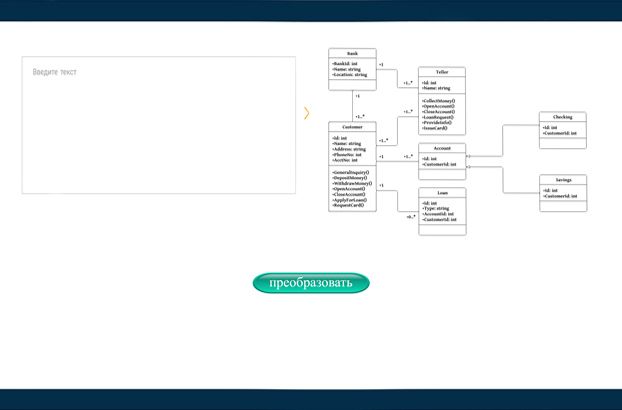 Введите текст
Bank
+BankId: int
+Name: string
+Location: string
+1
+1..*
+1
+1..*
Teller
+Id: int
+Name: string
+CollectMoney()
+OpenAccount()
+CloseAccount()
+LoanRequest()
+ProvideInfo()
+IssueCard()
+1..*
+1..*
Customer
+Id: int
+Name: string
+Address: string
+PhoneNo: int
+AcctNo: int
+GeneralInquiry()
+DepositMoney()
+WithdrawMoney()
+OpenAccount()
+CloseAccount()
+ApplyForLoan()
+RequestCard()
+1
+1..*
Account
+Id: int
+CustomerId: int
Checking
+Id: int
+CustomerId: int
Savings
+Id: int
+CustomerId: int
+1
+0..*
Loan
+Id: int
+Type: string
+AccountId: int
+CustomerId: int
преобразовать